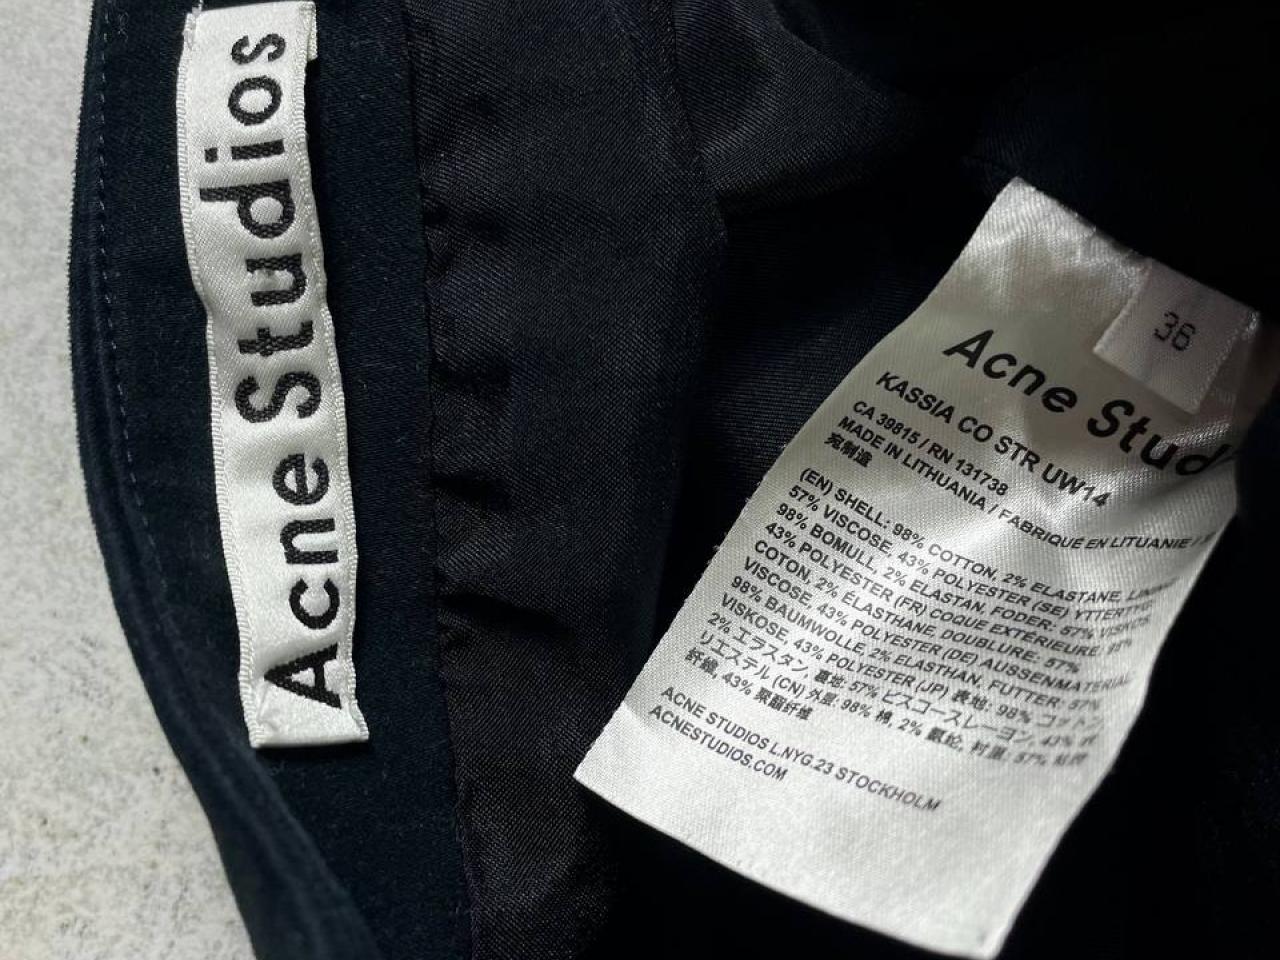 Acne Studios
36
Acne Stud
KASSIA CO STR UW14
CA 39815 / RN 131738
MADE IN LITHUANIA / FABRIQUÉ EN LITUANIE /
宛制造
(EN) SHELL: 98% COTTON, 2% ELASTANE,
57% VISCOSE, 43% POLYESTER (SE) YTTERTYG:
98% BOMULL, 2% ELASTAN, FODER: 57% VISKOS,
43% POLYESTER (FR) COQUE EXTÉRIEURE: 98%
COTON, 2% ÉLASTHANE, DOUBLURE: 57%
VISCOSE, 43% POLYESTER (DE) AUSSENMATERIAL:
98% BAUMWOLLE, 2% ELASTHAN, FUTTER: 57%
VISKOSE, 43% POLYESTER (JP) 表地: 98% コットン,
2% エラスタン, 裏地: 57% ビスコースレーヨン, 43% ポ
リエステル (CN) 外层: 98% 棉, 2% 氨纶, 衬里: 57% 粘胶
纤维, 43% 聚酯纤维
ACNE STUDIOS L.NYG.23 STOCKHOLM
ACNESTUDIOS.COM